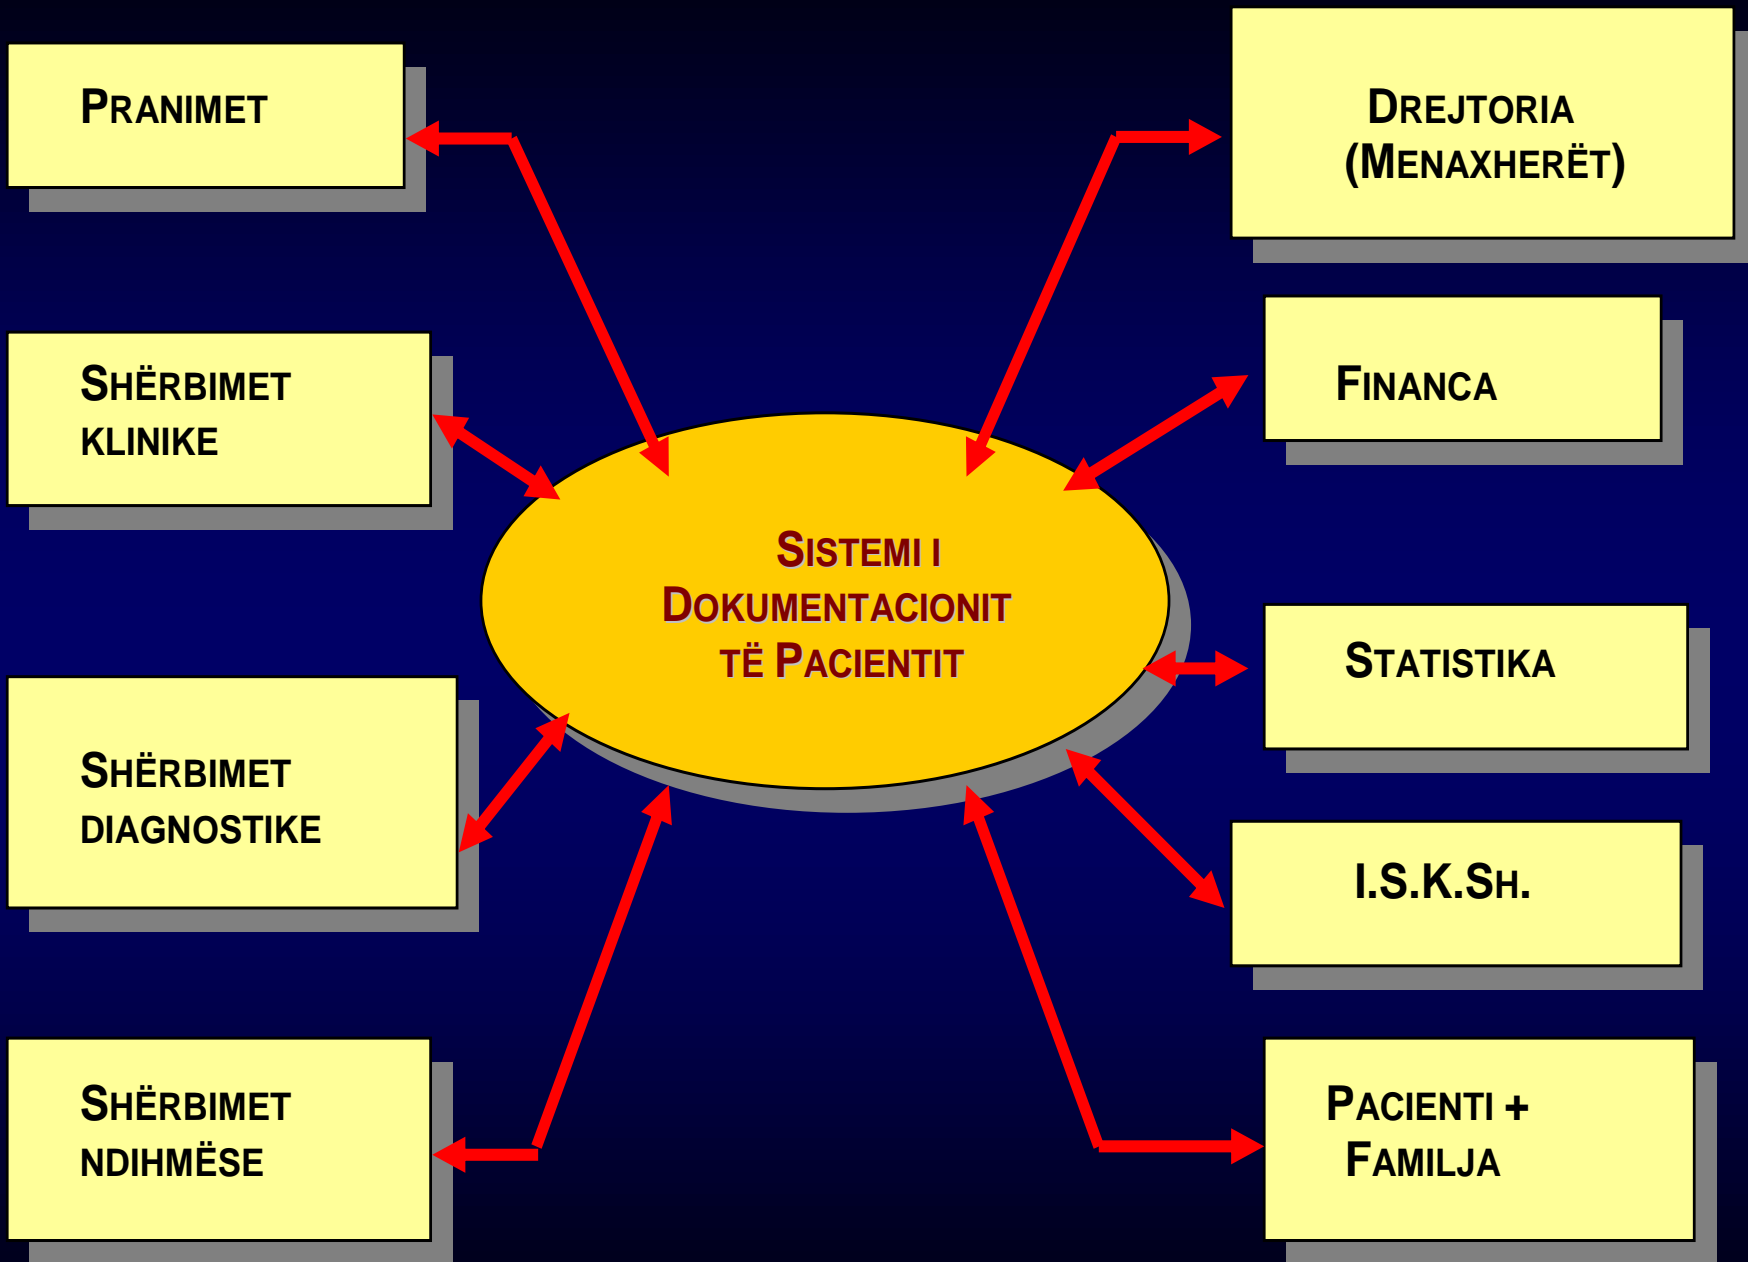 PRANIMET
SHËRBIMET
KLINIKE
SHËRBIMET
DIAGNOSTIKE
SHËRBIMET
NDIHMËSE
SISTEMI I
DOKUMENTACIONIT
TË PACIENTIT
DREJTORIA
(MENAXHERËT)
FINANCA
STATISTIKA
I.S.K.SH.
PACIENTI +
FAMILJA